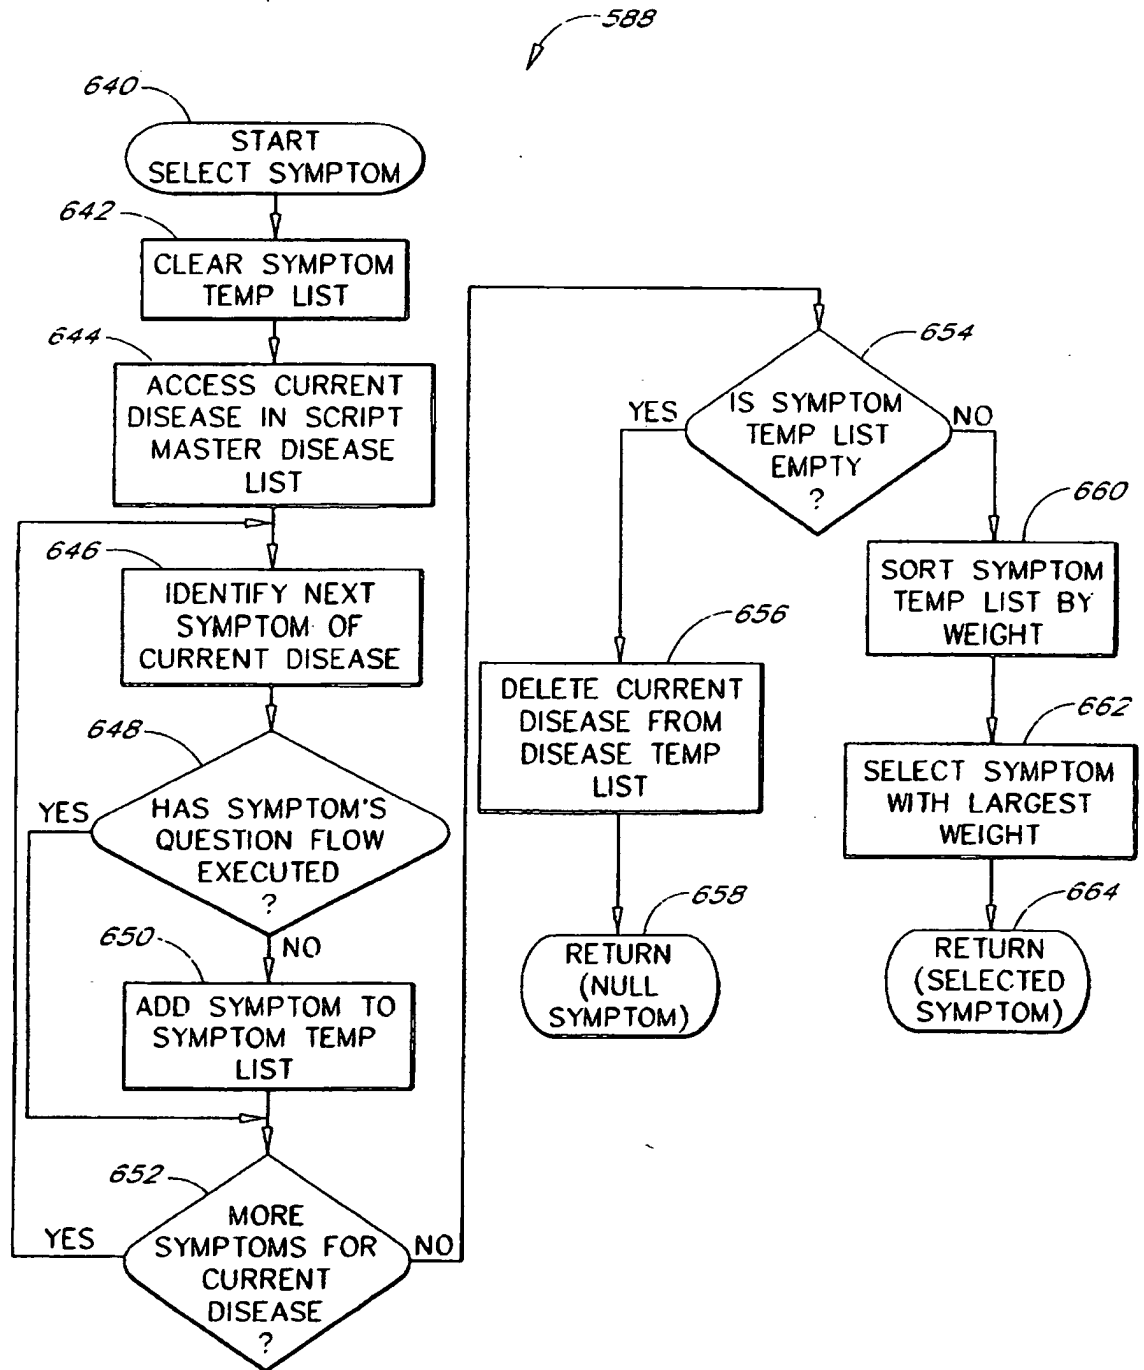 588
640
START
SELECT SYMPTOM
642
CLEAR SYMPTOM
TEMP LIST
644
ACCESS CURRENT
DISEASE IN SCRIPT
MASTER DISEASE
LIST
646
IDENTIFY NEXT
SYMPTOM OF
CURRENT DISEASE
648
YES
HAS SYMPTOM'S
QUESTION FLOW
EXECUTED
?
NO
650
ADD SYMPTOM TO
SYMPTOM TEMP
LIST
652
YES
MORE
SYMPTOMS FOR
CURRENT
DISEASE
?
NO
654
YES
IS SYMPTOM
TEMP LIST
EMPTY
?
NO
656
DELETE CURRENT
DISEASE FROM
DISEASE TEMP
LIST
658
RETURN
(NULL
SYMPTOM)
660
SORT SYMPTOM
TEMP LIST BY
WEIGHT
662
SELECT SYMPTOM
WITH LARGEST
WEIGHT
664
RETURN
(SELECTED
SYMPTOM)